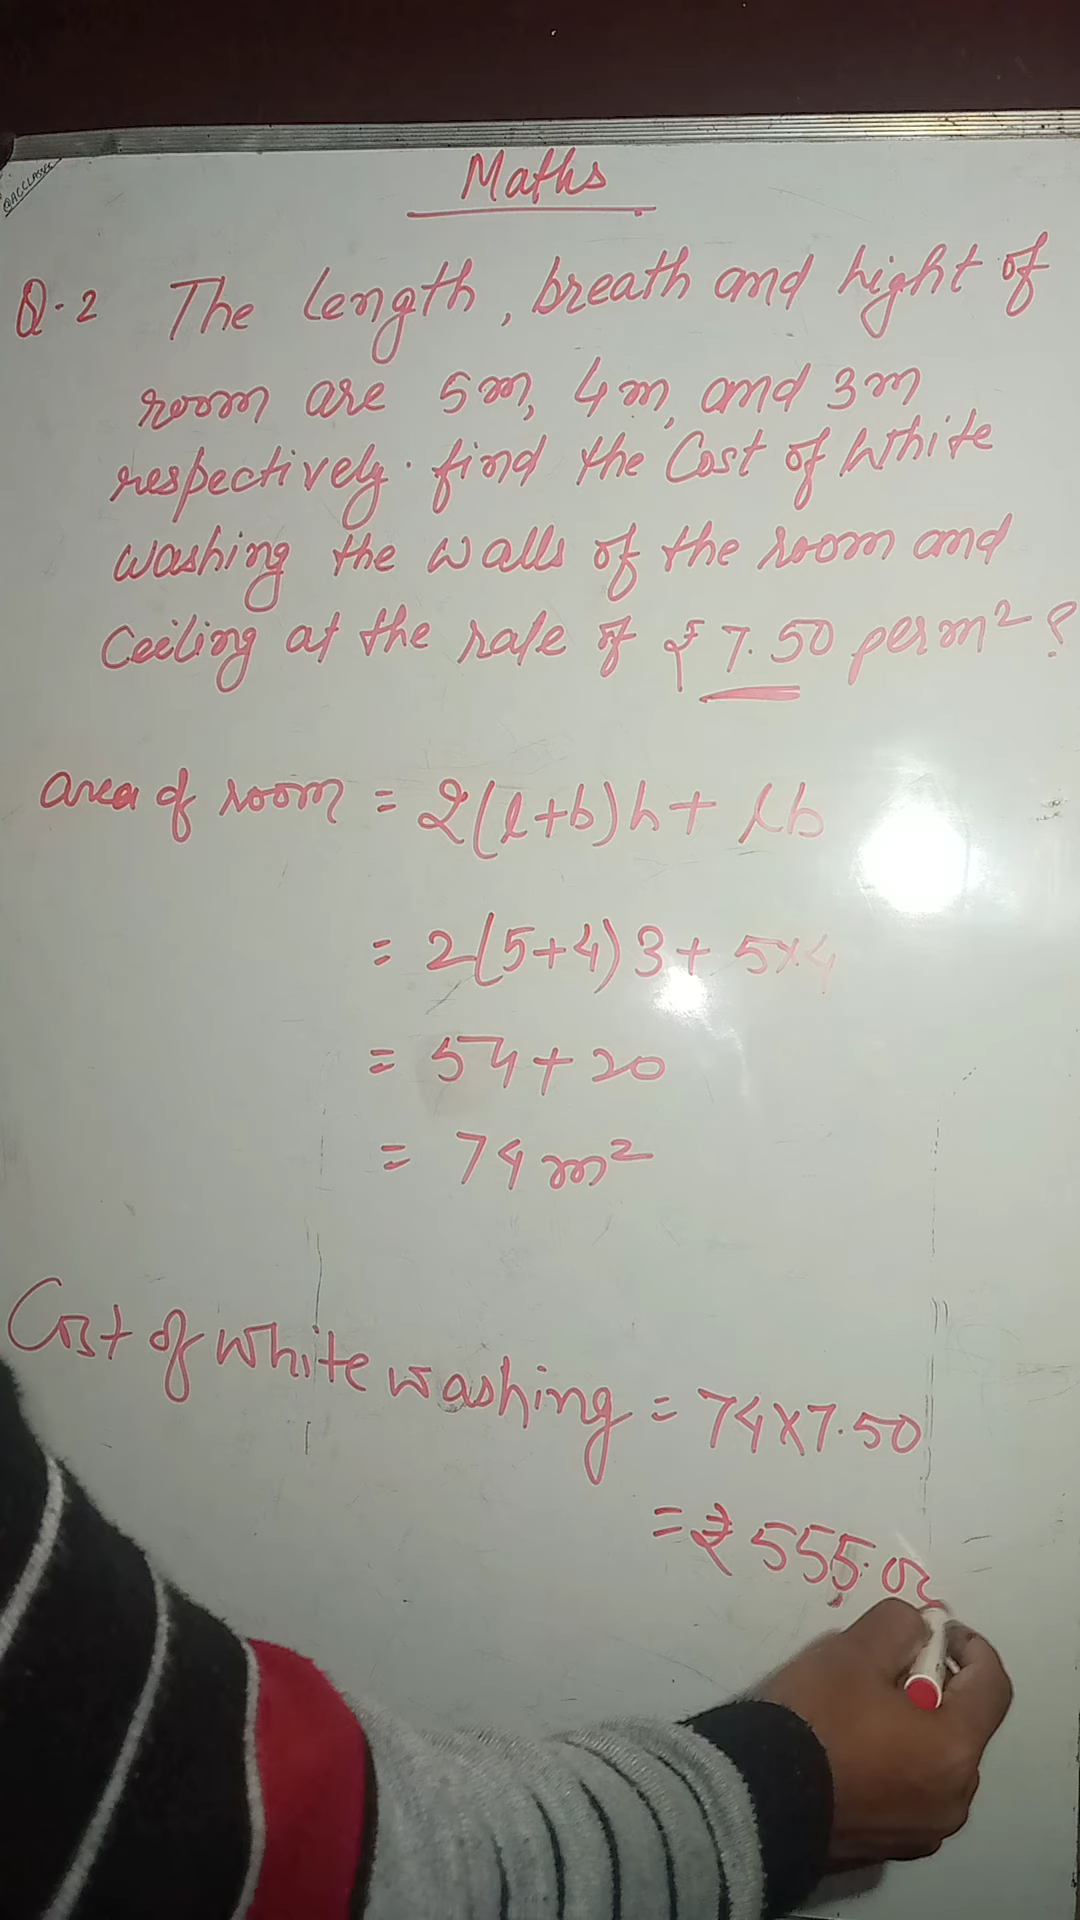 @ACCLASSES
Maths
Q.2 The length, breath and hight of
room are 5m, 4m, and 3m
respectively. find the Cost of White
washing the walls of the room and
Ceiling at the rate of ₹ 7.50 per m² ?
area of room = 2(l+b)h + lb
= 2(5+4)3 + 5×4
= 54+20
= 74 m²
Cost of White washing = 74×7.50
= ₹ 555.00